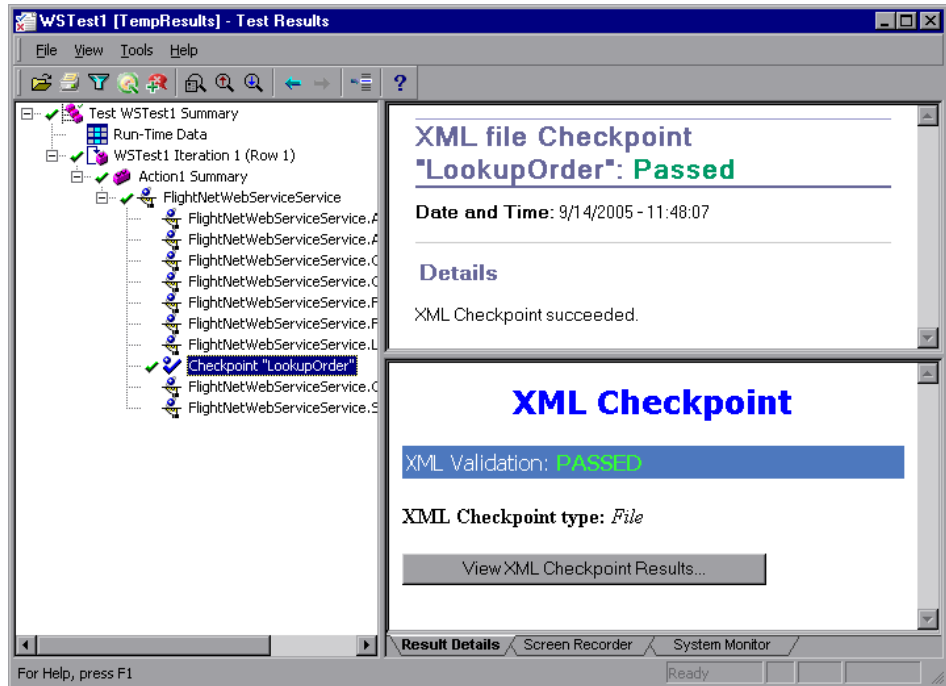 WSTest1 [TempResults] - Test Results
File View Tools Help
?
Test WSTest1 Summary
Run-Time Data
WSTest1 Iteration 1 (Row 1)
Action1 Summary
FlightNetWebServiceService
FlightNetWebServiceService.A
FlightNetWebServiceService.A
FlightNetWebServiceService.C
FlightNetWebServiceService.C
FlightNetWebServiceService.F
FlightNetWebServiceService.F
FlightNetWebServiceService.L
Checkpoint "LookupOrder"
FlightNetWebServiceService.C
FlightNetWebServiceService.S
XML file Checkpoint
"LookupOrder": Passed
Date and Time: 9/14/2005 - 11:48:07
Details
XML Checkpoint succeeded.
XML Checkpoint
XML Validation: PASSED
XML Checkpoint type: File
View XML Checkpoint Results...
Result Details Screen Recorder System Monitor
For Help, press F1
Ready